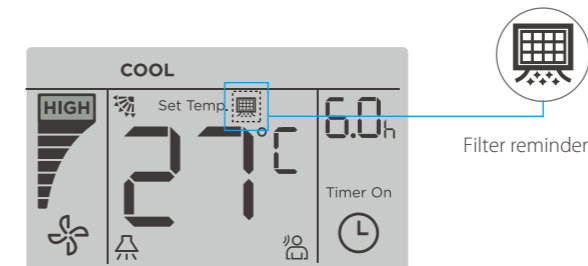 COOL
HIGH
Set Temp.
27°C
6.0h
Timer On
Filter reminder